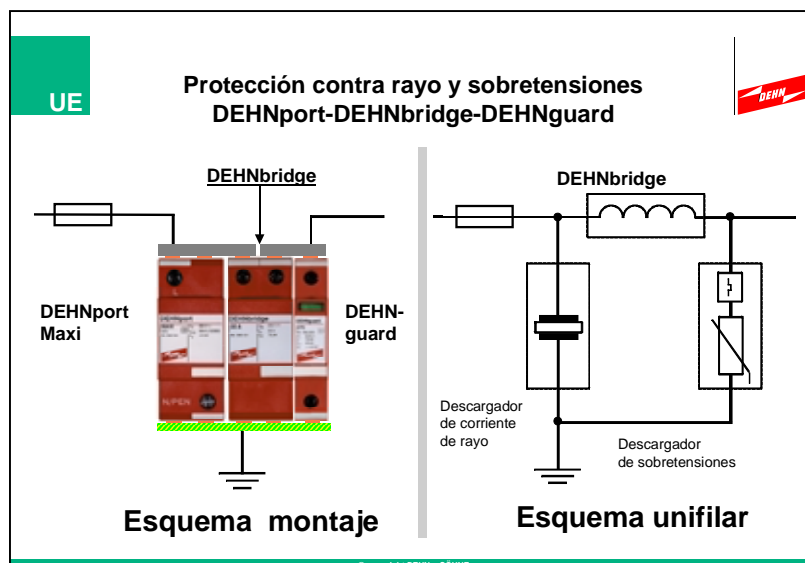 UE
Protección contra rayo y sobretensiones
DEHNport-DEHNbridge-DEHNguard
DEHN
DEHNbridge
DEHNport
Maxi
DEHN-
guard
N/PEN
Esquema montaje
DEHNbridge
Descargador
de corriente
de rayo
Descargador
de sobretensiones
Esquema unifilar